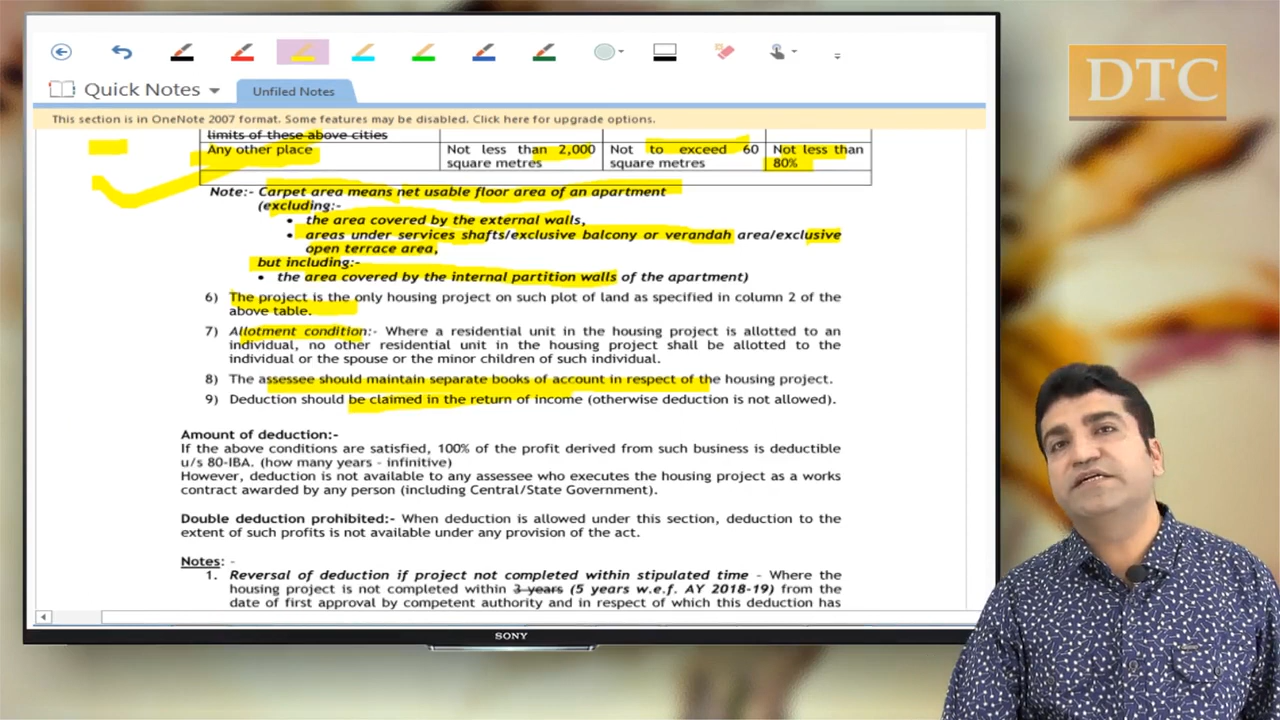 DTC
Quick Notes
Unfiled Notes
This section is in OneNote 2007 format. Some features may be disabled. Click here for upgrade options.
limits of these above cities
Any other place Not less than 2,000 square metres Not to exceed 60 square metres Not less than 80%
Note:- Carpet area means net usable floor area of an apartment
(excluding:-
• the area covered by the external walls,
• areas under services shafts/exclusive balcony or verandah area/exclusive
open terrace area,
but including:-
• the area covered by the internal partition walls of the apartment)
6) The project is the only housing project on such plot of land as specified in column 2 of the
above table.
7) Allotment condition:- Where a residential unit in the housing project is allotted to an
individual, no other residential unit in the housing project shall be allotted to the
individual or the spouse or the minor children of such individual.
8) The assessee should maintain separate books of account in respect of the housing project.
9) Deduction should be claimed in the return of income (otherwise deduction is not allowed).
Amount of deduction:-
If the above conditions are satisfied, 100% of the profit derived from such business is deductible
u/s 80-IBA. (how many years - infinitive)
However, deduction is not available to any assessee who executes the housing project as a works
contract awarded by any person (including Central/State Government).
Double deduction prohibited:- When deduction is allowed under this section, deduction to the
extent of such profits is not available under any provision of the act.
Notes: -
1. Reversal of deduction if project not completed within stipulated time - Where the
housing project is not completed within 3 years (5 years w.e.f. AY 2018-19) from the
date of first approval by competent authority and in respect of which this deduction has
SONY